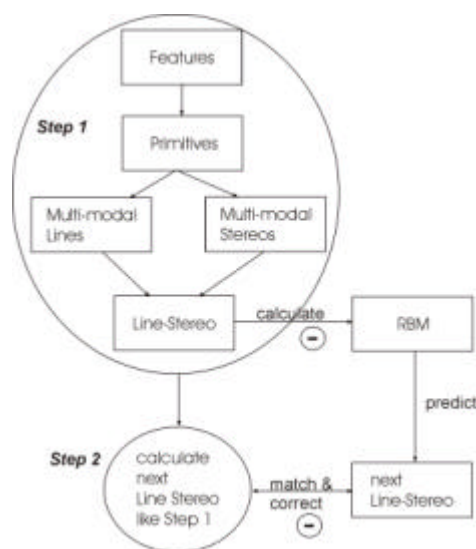 Features
Step 1
Primitives
Multi-modal
Lines
Multi-modal
Stereos
Line-Stereo
calculate
−
RBM
predict
Step 2
calculate
next
Line Stereo
like Step 1
match &
correct
−
next
Line-Stereo